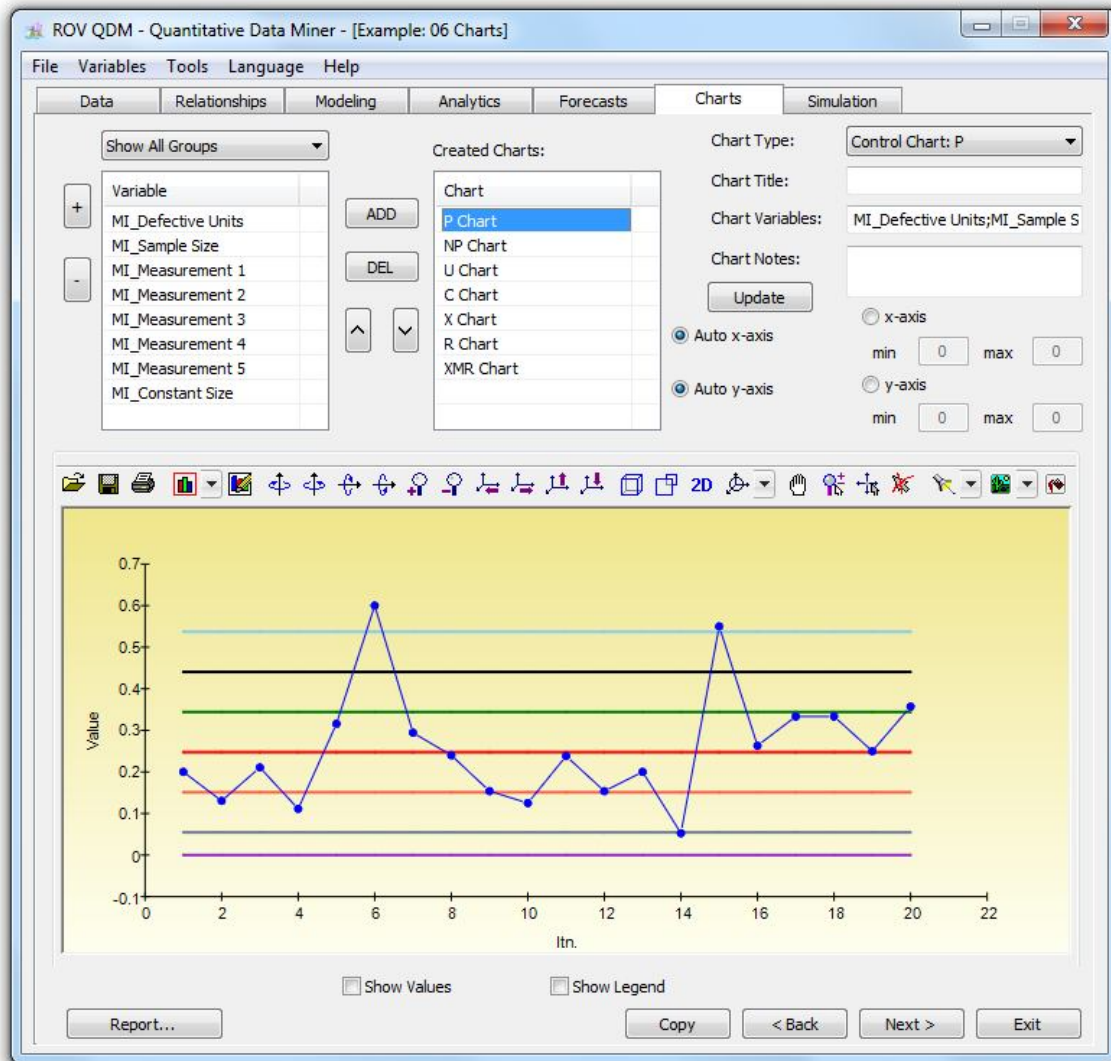 ROV QDM - Quantitative Data Miner - [Example: 06 Charts]
File Variables Tools Language Help
Data Relationships Modeling Analytics Forecasts Charts Simulation
Show All Groups
Variable
MI_Defective Units
MI_Sample Size
MI_Measurement 1
MI_Measurement 2
MI_Measurement 3
MI_Measurement 4
MI_Measurement 5
MI_Constant Size
+
-
ADD
DEL
Created Charts:
Chart
P Chart
NP Chart
U Chart
C Chart
X Chart
R Chart
XMR Chart
Chart Type: Control Chart: P
Chart Title:
Chart Variables: MI_Defective Units;MI_Sample S
Chart Notes:
Update
Auto x-axis
x-axis
min 0 max 0
Auto y-axis
y-axis
min 0 max 0
2D
0.7
0.6
0.5
0.4
0.3
0.2
0.1
0
-0.1
Value
0 2 4 6 8 10 12 14 16 18 20 22
Itn.
Show Values Show Legend
Report... Copy < Back Next > Exit